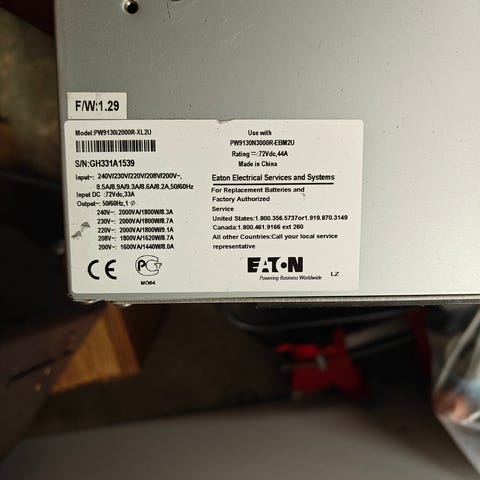 F/W:1.29
Model:PW9130i2000R-XL2U
S/N:GH331A1539
Input~: 240V/230V/220V/208V/200V~,
8.5A/8.9A/9.3A/8.6A/8.2A,50/60Hz
Input DC :72Vdc,33A
Output~: 50/60Hz,1 ϕ
240V~: 2000VA/1800W/8.3A
230V~: 2000VA/1800W/8.7A
220V~: 2000VA/1800W/9.1A
208V~: 1800VA/1620W/8.7A
200V~: 1600VA/1440W/8.0A
CE
MO04
Use with
PW9130N3000R-EBM2U
Rating ⎓:72Vdc,44A
Made in China
Eaton Electrical Services and Systems
For Replacement Batteries and
Factory Authorized
Service
United States:1.800.356.5737or1.919.870.3149
Canada:1.800.461.9166 ext 260
All other Countries:Call your local service
representative
EATON
Powering Business Worldwide
LZ